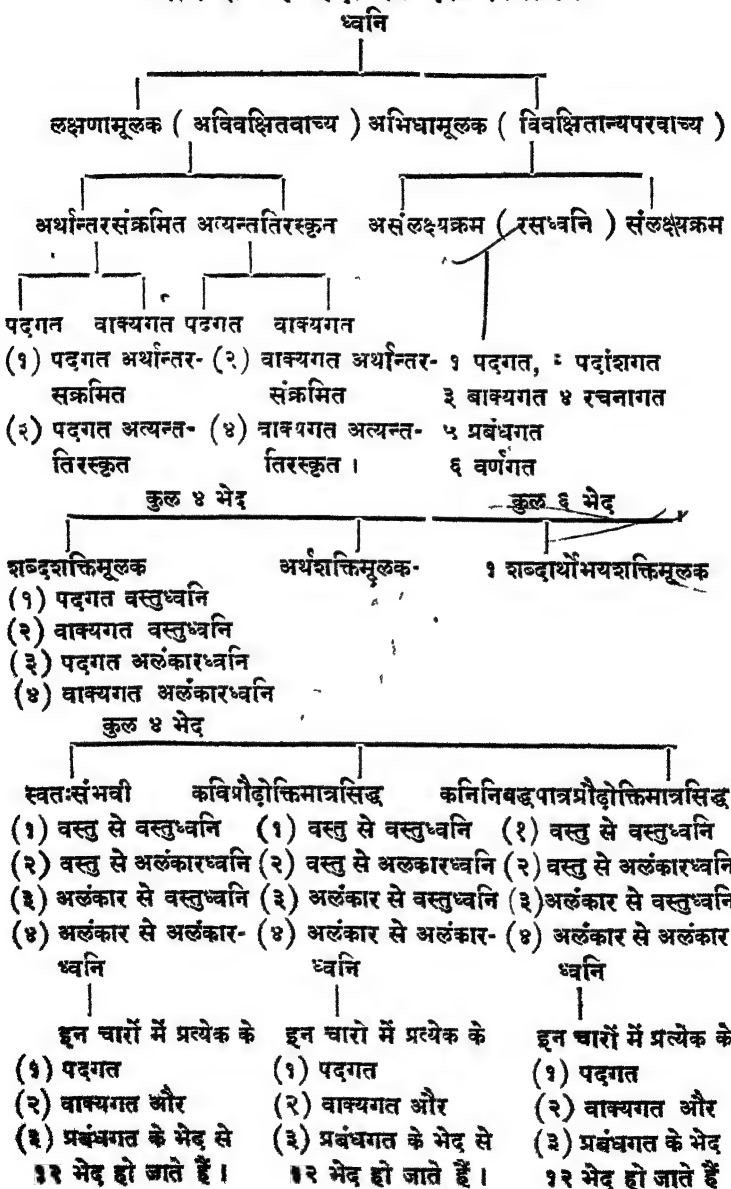 ध्वनि
लक्षणामूलक ( अविवक्षितवाच्य ) अभिधामूलक ( विवक्षितान्यपरवाच्य )
अर्थान्तरसंक्रमित अत्यन्ततिरस्कृत असंलक्ष्यक्रम ( रसध्वनि ) संलक्ष्यक्रम
पदगत वाक्यगत पदगत वाक्यगत
(१) पदगत अर्थान्तर- (२) वाक्यगत अर्थान्तर- १ पदगत, २ पदांशगत
सक्रमित संक्रमित ३ वाक्यगत ४ रचनागत
(३) पदगत अत्यन्त- (४) वाक्यगत अत्यन्त- ५ प्रबंधगत
तिरस्कृत तिरस्कृत । ६ वर्णगत
कुल ४ भेद कुल ६ भेद
शब्दशक्तिमूलक अर्थशक्तिमूलक- १ शब्दार्थोभयशक्तिमूलक
(१) पदगत वस्तुध्वनि
(२) वाक्यगत वस्तुध्वनि
(३) पदगत अलंकारध्वनि
(४) वाक्यगत अलंकारध्वनि
कुल ४ भेद
स्वतःसंभवी कविप्रौढ़ोक्तिमात्रसिद्ध कनिनिबद्धपात्रप्रौढ़ोक्तिमात्रसिद्ध
(१) वस्तु से वस्तुध्वनि (१) वस्तु से वस्तुध्वनि (१) वस्तु से वस्तुध्वनि
(२) वस्तु से अलंकारध्वनि (२) वस्तु से अलकारध्वनि (२) वस्तु से अलंकारध्वनि
(३) अलंकार से वस्तुध्वनि (३) अलंकार से वस्तुध्वनि (३) अलंकार से वस्तुध्वनि
(४) अलंकार से अलंकार- (४) अलंकार से अलंकार- (४) अलंकार से अलंकार
ध्वनि ध्वनि ध्वनि
इन चारों में प्रत्येक के इन चारो में प्रत्येक के इन चारों में प्रत्येक के
(१) पदगत (१) पदगत (१) पदगत
(२) वाक्यगत और (२) वाक्यगत और (२) वाक्यगत और
(३) प्रबंधगत के भेद से (३) प्रबंधगत के भेद से (३) प्रबंधगत के भेद
१२ भेद हो जाते हैं । १२ भेद हो जाते हैं । १२ भेद हो जाते हैं